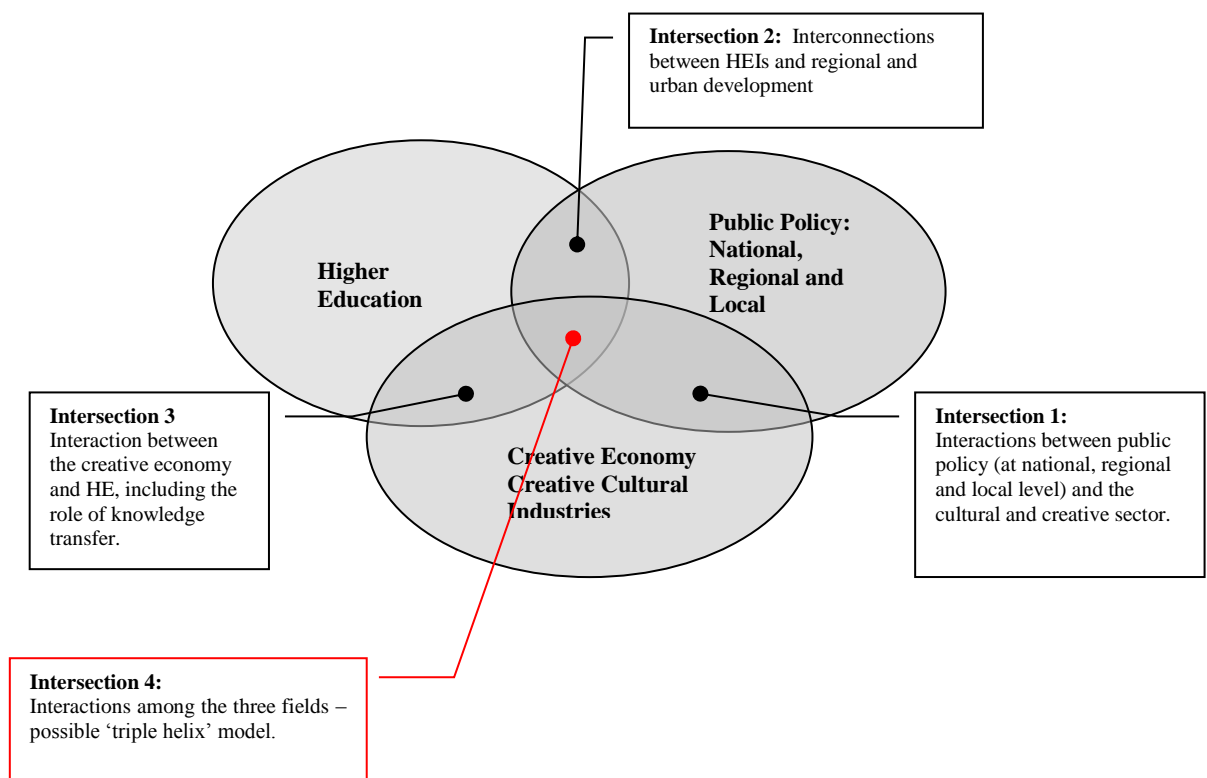 Intersection 2: Interconnections
between HEIs and regional and
urban development
Public Policy:
National,
Regional and
Local
Higher
Education
Intersection 3
Interaction between
the creative economy
and HE, including the
role of knowledge
transfer.
Creative Economy
Creative Cultural
Industries
Intersection 1:
Interactions between public
policy (at national, regional
and local level) and the
cultural and creative sector.
Intersection 4:
Interactions among the three fields –
possible ‘triple helix’ model.